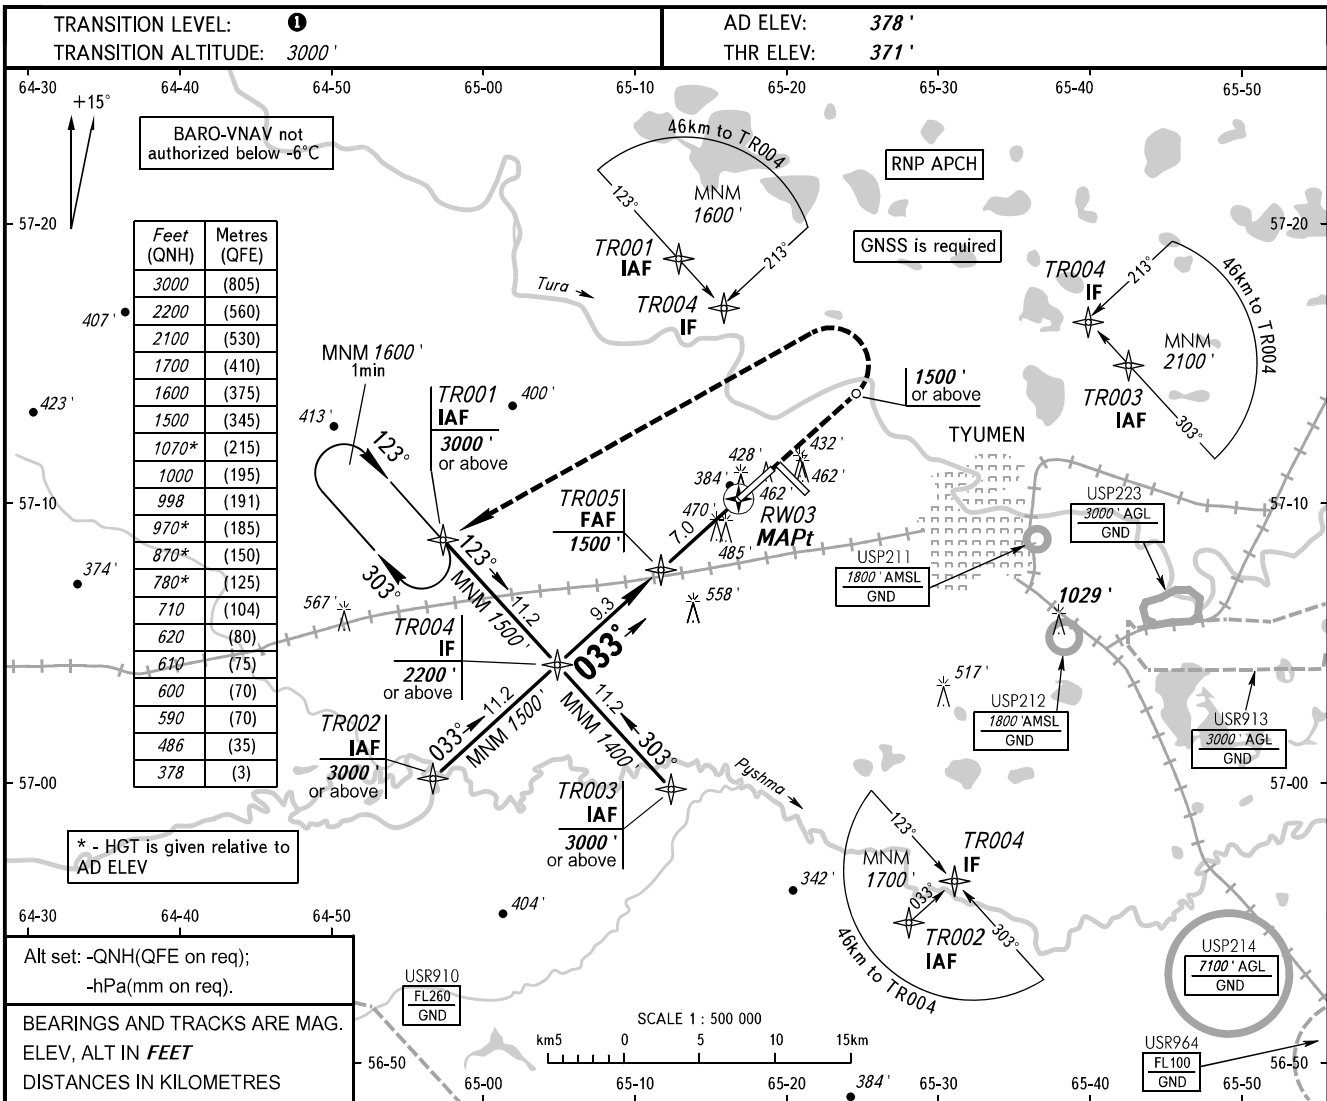 TRANSITION LEVEL: ❶
TRANSITION ALTITUDE: 3000 '
AD ELEV: 378 '
THR ELEV: 371 '
64-30 64-40 64-50 65-00 65-10 65-20 65-30 65-40 65-50
+15°
BARO-VNAV not
authorized below -6°C
46km to TR004
MNM
1600 '
123°
213°
TR001
IAF
TR004
IF
RNP APCH
GNSS is required
57-20
57-20
TR004
IF
213°
46km to TR004
MNM
2100 '
TR003
IAF
303°
Feet (QNH) Metres (QFE)
3000 (805)
2200 (560)
2100 (530)
1700 (410)
1600 (375)
1500 (345)
1070* (215)
1000 (195)
998 (191)
970* (185)
870* (150)
780* (125)
710 (104)
620 (80)
610 (75)
600 (70)
590 (70)
486 (35)
378 (3)
407 '
423 '
374 '
Tura
MNM 1600 '
1min
413 '
400 '
TR001
IAF
3000 '
or above
1500 '
or above
TYUMEN
123°
303°
428 '
432 '
384 '
462 '
462 '
470 '
485 '
RW03
MAPt
TR005
FAF
1500 '
7.0
57-10
57-10
USP223
3000 ' AGL
GND
USP211
1800 ' AMSL
GND
1029 '
567 '
123°
11.2
MNM 1500'
558 '
9.3
033°
TR004
IF
2200 '
or above
517 '
USP212
1800 'AMSL
GND
USR913
3000 ' AGL
GND
TR002
IAF
3000 '
or above
033°
11.2
MNM 1500'
11.2
303°
MNM 1400'
TR003
IAF
3000 '
or above
Pyshma
57-00
57-00
* - HGT is given relative to
AD ELEV
123°
TR004
IF
MNM
1700 '
033°
TR002
IAF
303°
46km to TR004
342 '
404 '
64-30 64-40 64-50
Alt set: -QNH(QFE on req);
-hPa(mm on req).
USR910
FL260
GND
USP214
7100 ' AGL
GND
BEARINGS AND TRACKS ARE MAG.
ELEV, ALT IN FEET
DISTANCES IN KILOMETRES
SCALE 1 : 500 000
km5 0 5 10 15km
USR964
FL100
GND
56-50
56-50
384 '
65-00 65-10 65-20 65-30 65-40 65-50